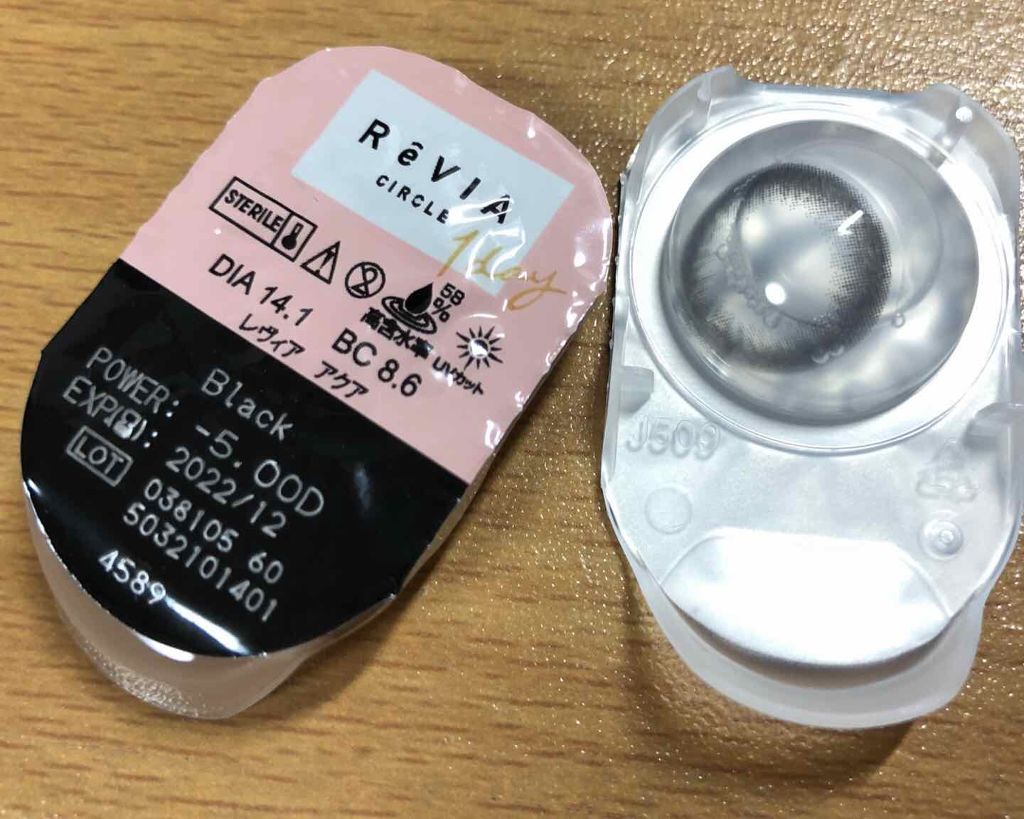 ReVIA
CIRCLE
1day
STERILE
DIA 14.1 BC 8.6
58%
高含水率
UVカット
レヴィア アクア
Black
POWER: -5.00D
EXP(月): 2022/12
LOT 038105 60
5032101401
4589
J509